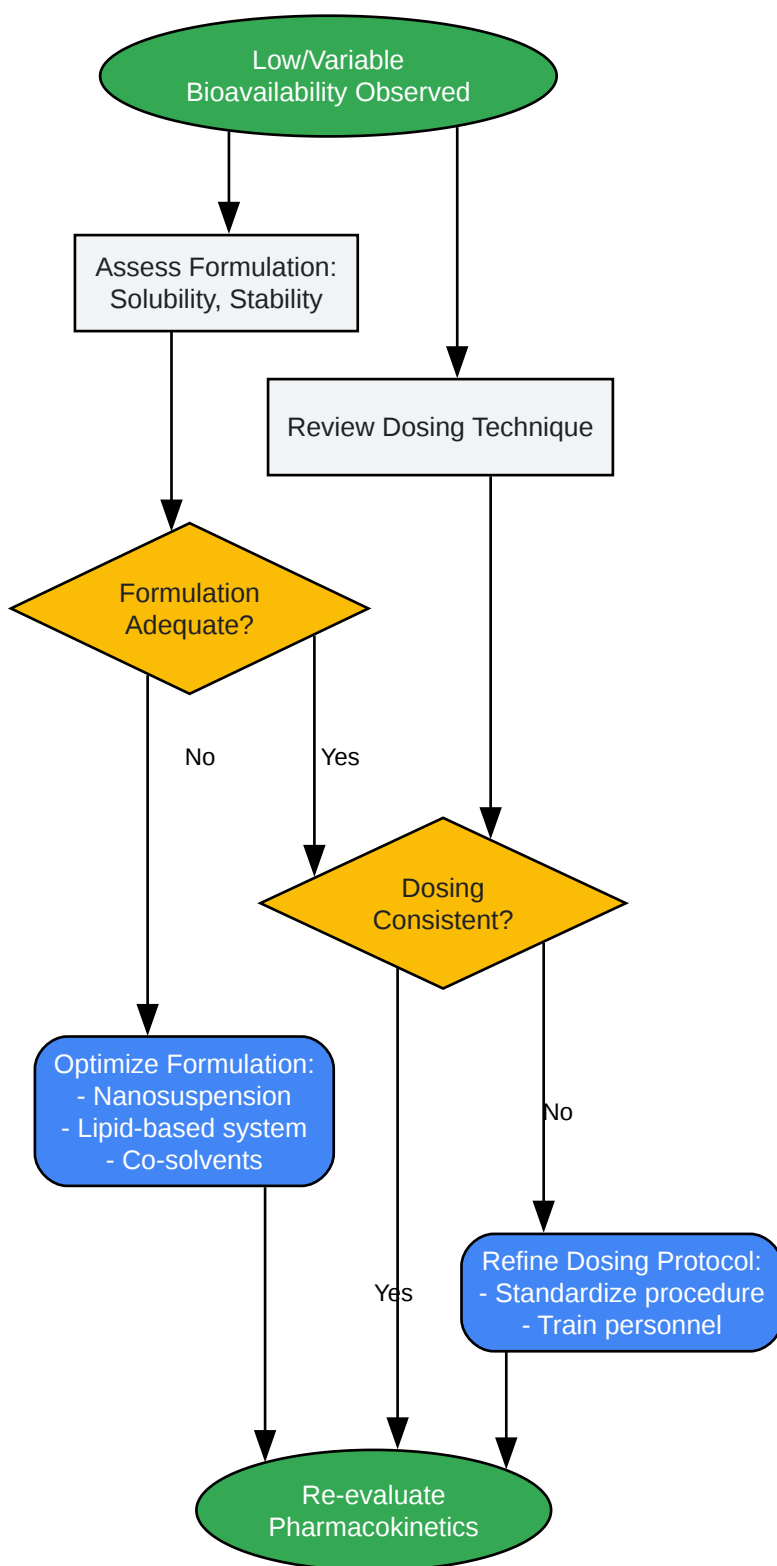 Low/Variable
Bioavailability Observed
Assess Formulation:
Solubility, Stability
Review Dosing Technique
Formulation
Adequate?
No
Yes
Dosing
Consistent?
Optimize Formulation:
- Nanosuspension
- Lipid-based system
- Co-solvents
No
Refine Dosing Protocol:
- Standardize procedure
- Train personnel
Yes
Re-evaluate
Pharmacokinetics